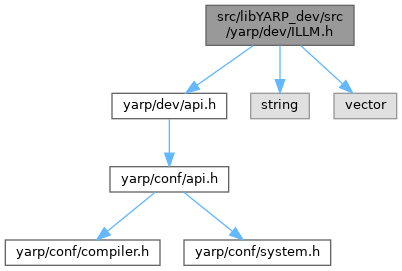 src/libYARP_dev/src
/yarp/dev/ILLM.h
yarp/dev/api.h
string
vector
yarp/conf/api.h
yarp/conf/compiler.h
yarp/conf/system.h